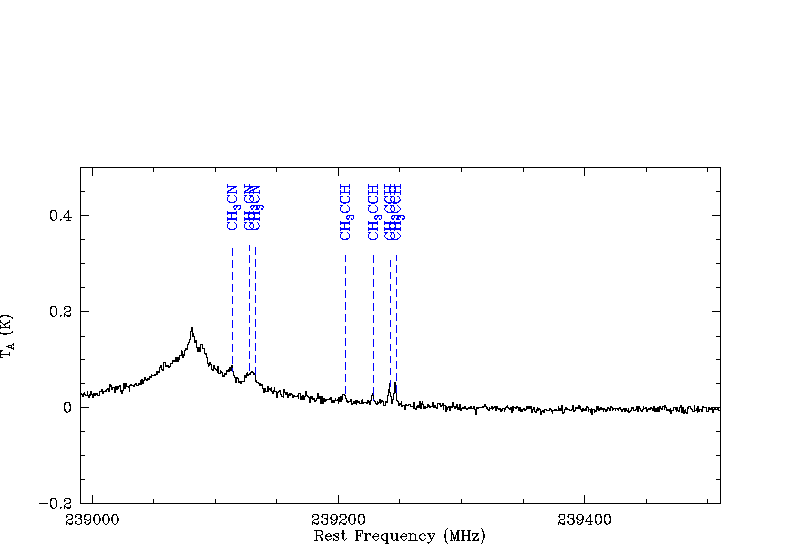 CH3CN
CH3CN
CH3CN
CH3CCH
CH3CCH
CH3CCH
CH3CCH
0.4
0.2
0
-0.2
TA (K)
239000 239200 239400
Rest Frequency (MHz)